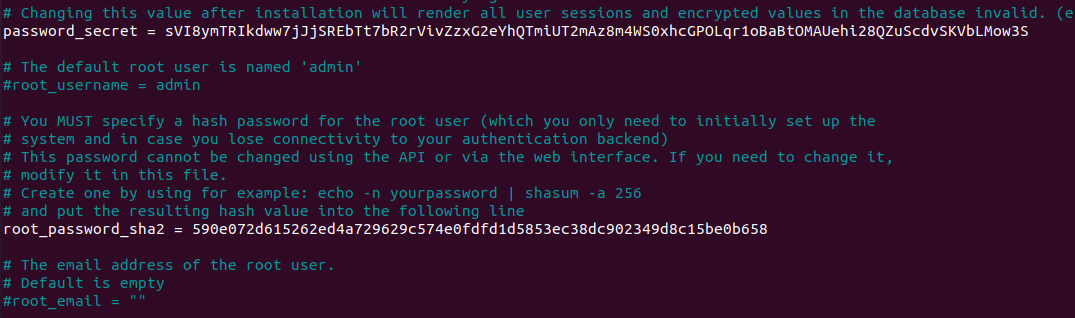 # Changing this value after installation will render all user sessions and encrypted values in the database invalid. (e
password_secret = sVI8ymTRIkdww7jJjSREbTt7bR2rVivZzxG2eYhQTmiUT2mAz8m4WS0xhcGPOLqr1oBaBtOMAUehi28QZuScdvSKVbLMow3S
# The default root user is named 'admin'
#root_username = admin
# You MUST specify a hash password for the root user (which you only need to initially set up the
# system and in case you lose connectivity to your authentication backend)
# This password cannot be changed using the API or via the web interface. If you need to change it,
# modify it in this file.
# Create one by using for example: echo -n yourpassword | shasum -a 256
# and put the resulting hash value into the following line
root_password_sha2 = 590e072d615262ed4a729629c574e0fdfd1d5853ec38dc902349d8c15be0b658
# The email address of the root user.
# Default is empty
#root_email = ""